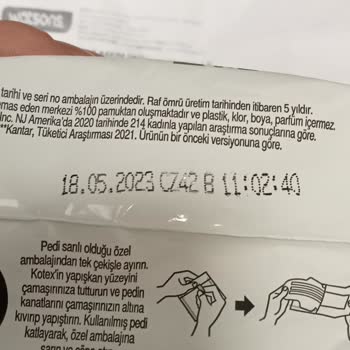 watsons
tarihi ve seri no ambalajın üzerindedir. Raf ömrü üretim tarihinden itibaren 5 yıldır.
mas eden merkezi %100 pamuktan oluşmaktadır ve plastik, klor, boya, parfüm içermez.
Inc. NJ Amerika'da 2020 tarihinde 214 kadınla yapılan araştırma sonuçlarına göre.
**Kantar, Tüketici Araştırması 2021. Ürünün bir önceki versiyonuna göre.
18.05.2023 CZ42 B 11:02:40
Pedi sarılı olduğu özel
ambalajından tek çekişle ayırın.
Kotex'in yapışkan yüzeyini
çamaşırınıza tutturun ve pedin
kanatlarını çamaşırınızın altına
kıvırıp yapıştırın. Kullanılmış pedi
katlayarak, özel ambalajına